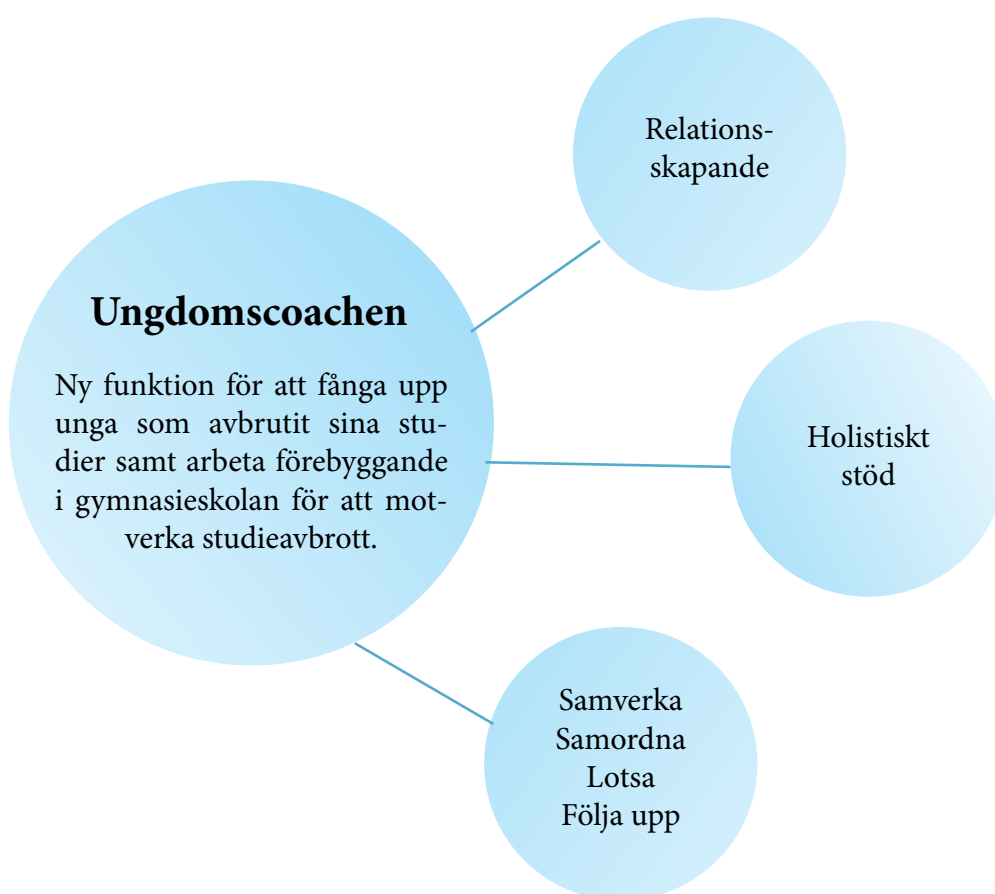 Ungdomscoachen
Ny funktion för att fånga upp
unga som avbrutit sina stu-
dier samt arbeta förebyggande
i gymnasieskolan för att mot-
verka studieavbrott.
Relations-
skapande
Holistiskt
stöd
Samverka
Samordna
Lotsa
Följa upp